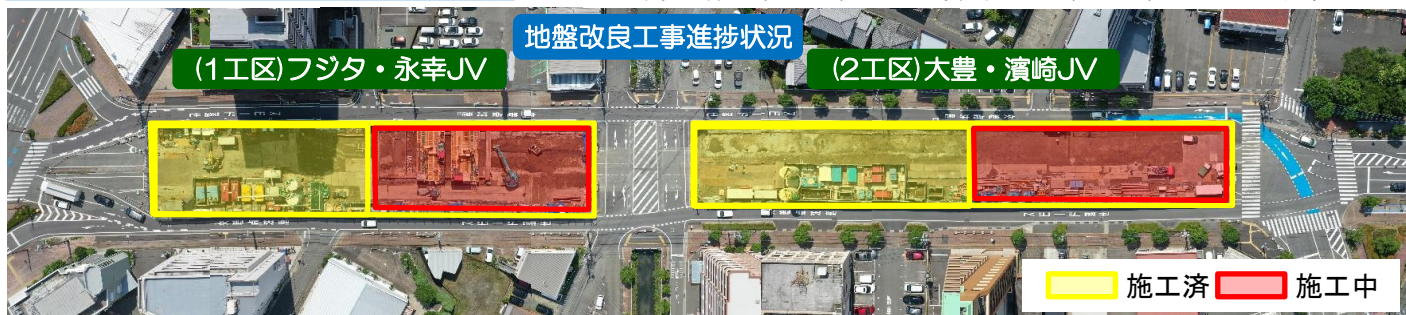 地盤改良工事進捗状況
(1工区)フジタ・永幸JV
(2工区)大豊・濵崎JV
施工済
施工中